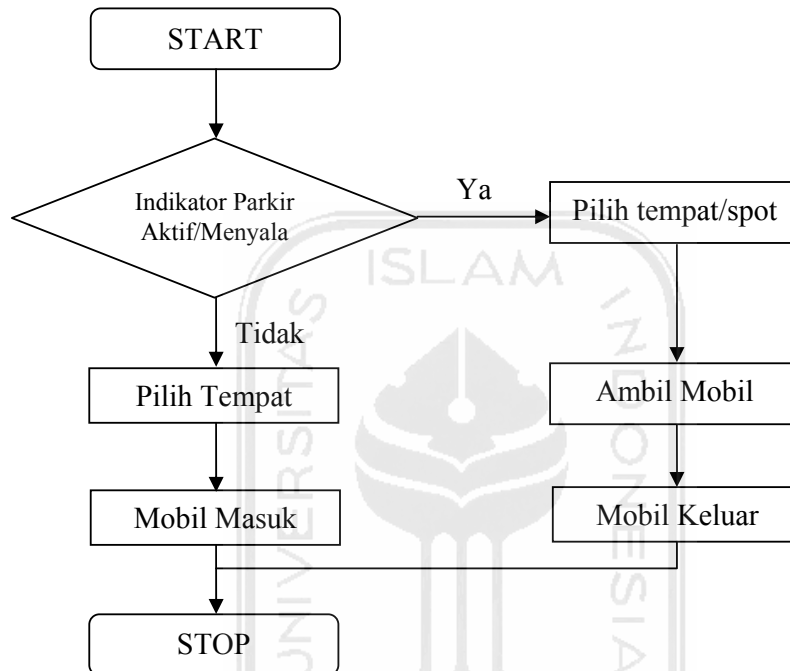 START
Indikator Parkir
Aktif/Menyala
Ya
Pilih tempat/spot
Tidak
Pilih Tempat
Ambil Mobil
Mobil Masuk
Mobil Keluar
STOP
UNIVERSITAS
ISLAM
INDONESIA